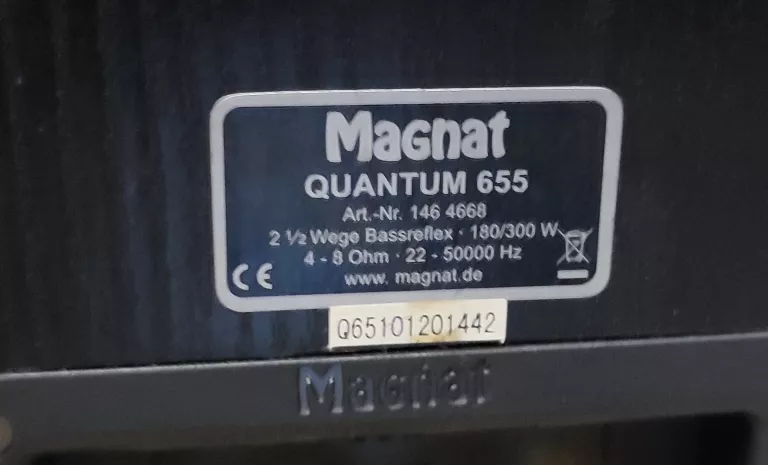 Magnat
QUANTUM 655
Art.-Nr. 146 4668
2 ½ Wege Bassreflex · 180/300 W
4 - 8 Ohm · 22 - 50000 Hz
CE
www. magnat.de
Q65101201442
Magnat